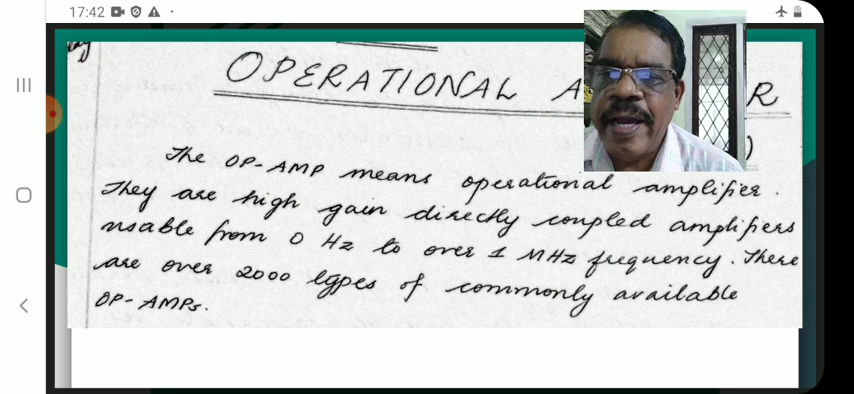 17:42
OPERATIONAL A R
)
The OP-AMP means operational amplifier.
They are high gain directly coupled amplifiers
usable from 0 Hz to over 1 MHz frequency. There
are over 2000 types of commonly available
OP-AMPs.